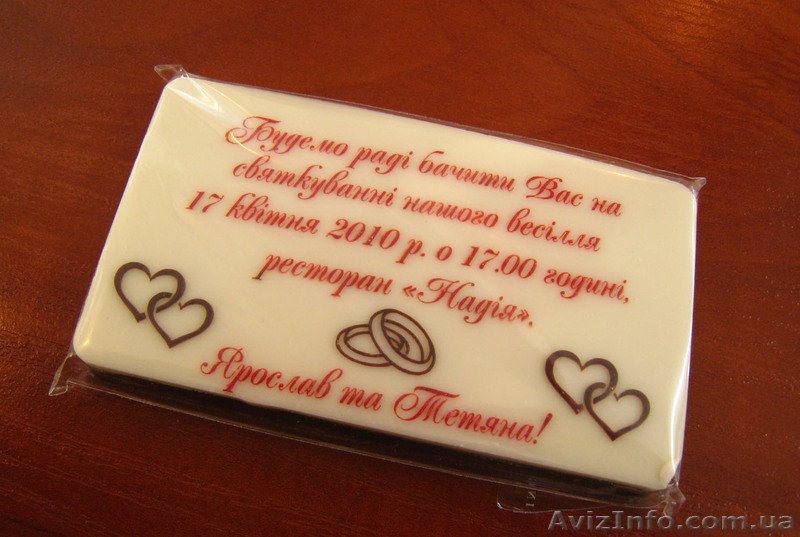 Будемо раді бачити Вас на
святкуванні нашого весілля
17 квітня 2010 р. о 17.00 годині,
ресторан «Надія».
Ярослав та Тетяна!
AvizInfo.com.ua